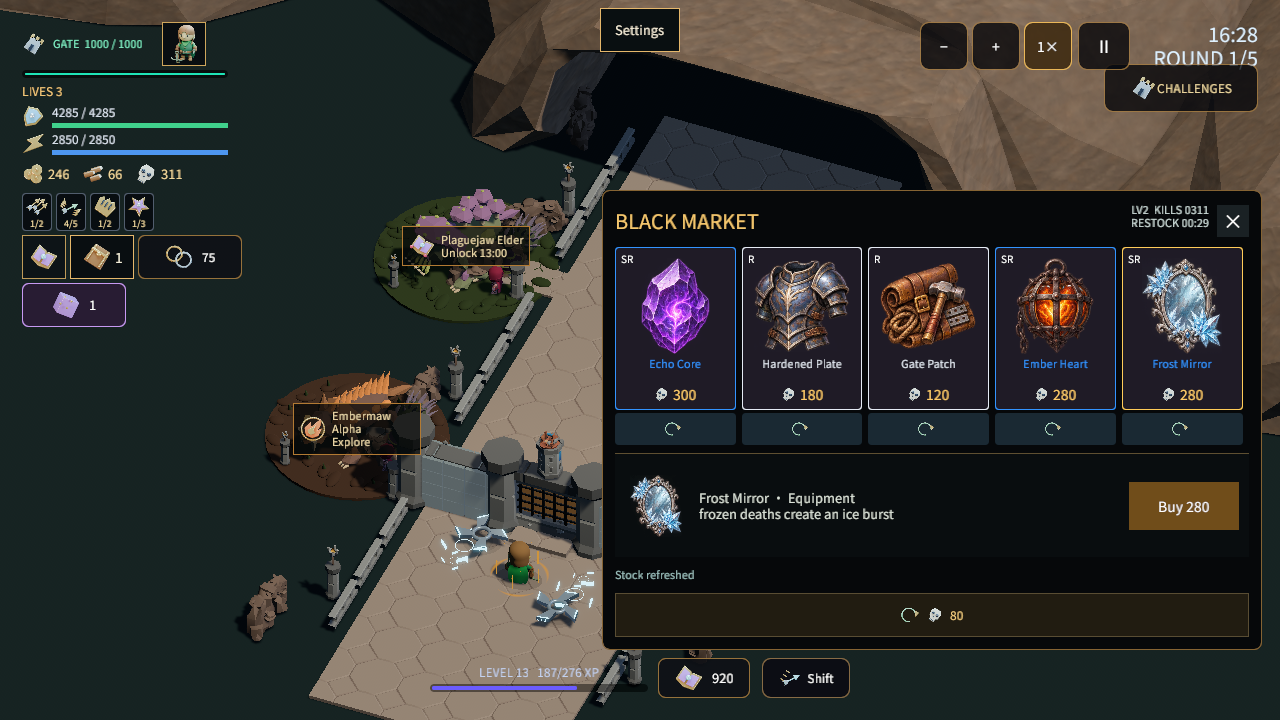 GATE 1000 / 1000
LIVES 3
4285 / 4285
2850 / 2850
246
66
311
1/2
4/5
1/2
1/3
1
75
1
Settings
−
+
1×
16:28
ROUND 1/5
CHALLENGES
Plaguejaw Elder
Unlock 13:00
Embermaw
Alpha
Explore
BLACK MARKET
LV2 KILLS 0311
RESTOCK 00:29
SR
Echo Core
300
R
Hardened Plate
180
R
Gate Patch
120
SR
Ember Heart
280
SR
Frost Mirror
280
Frost Mirror • Equipment
frozen deaths create an ice burst
Buy 280
Stock refreshed
80
LEVEL 13 187/276 XP
920
Shift